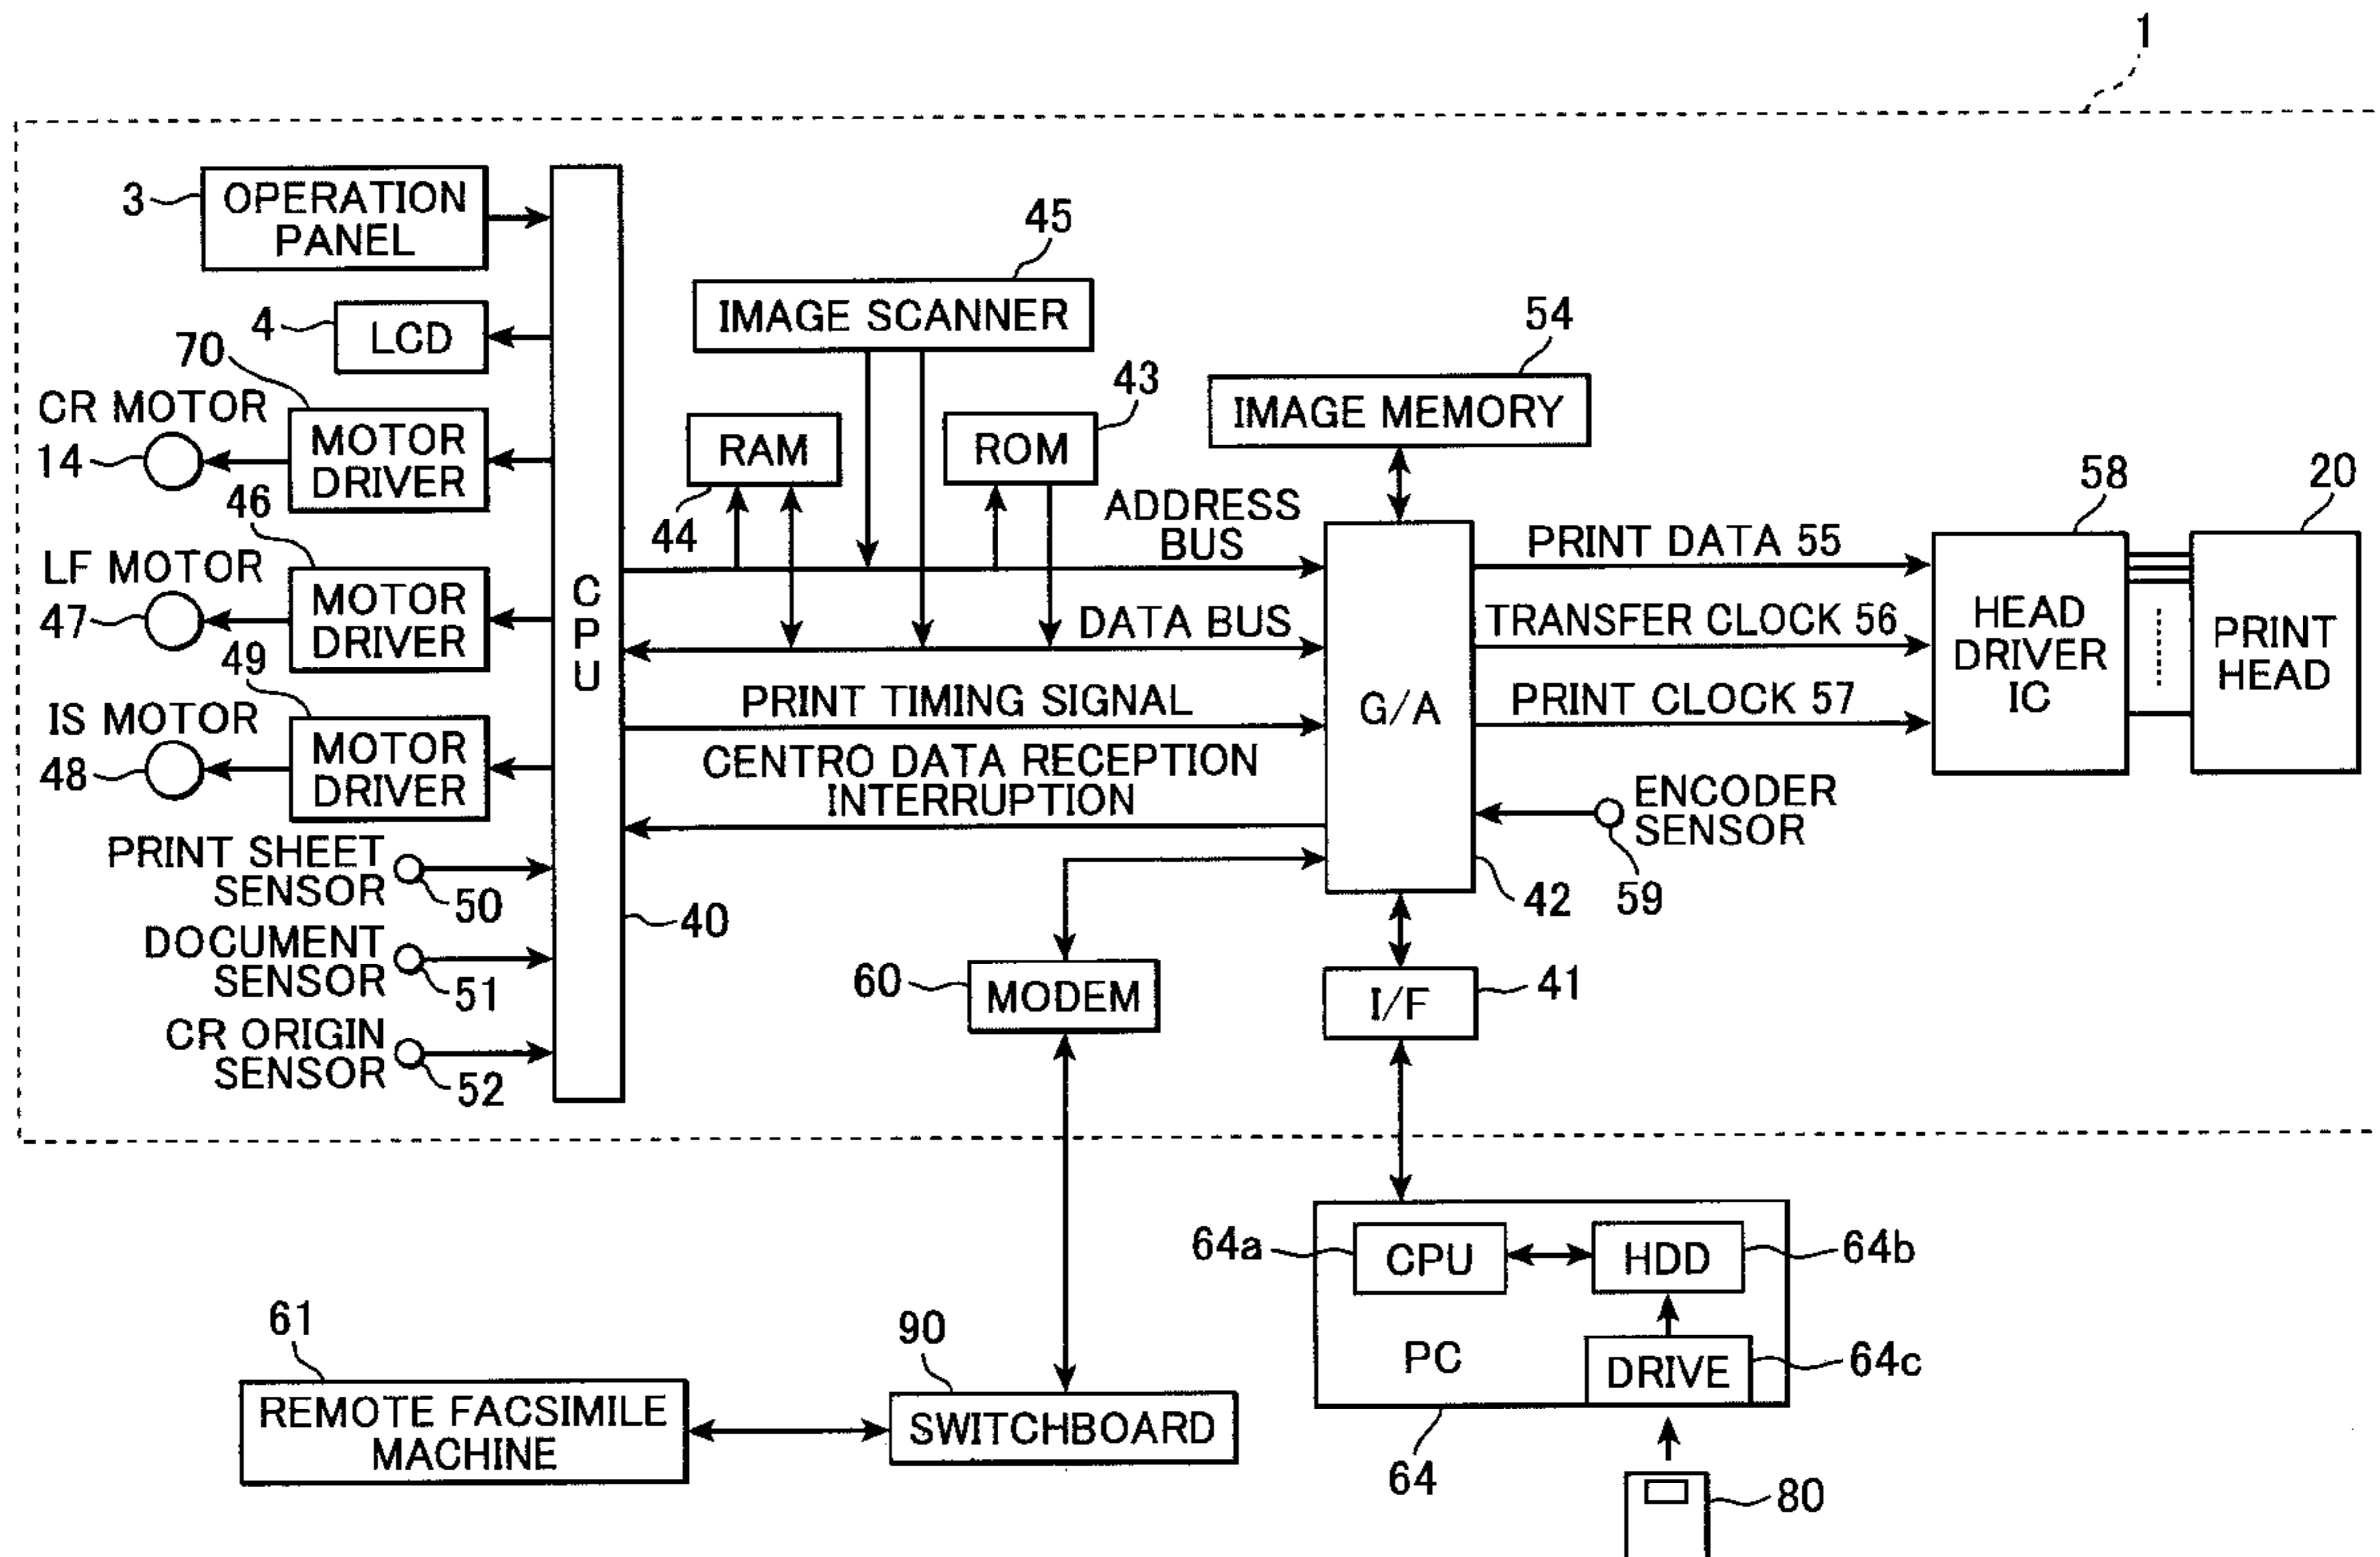 1
3
OPERATION
PANEL
4
LCD
70
CR MOTOR
14
MOTOR
DRIVER
46
LF MOTOR
47
MOTOR
DRIVER
49
IS MOTOR
48
MOTOR
DRIVER
PRINT SHEET
SENSOR
50
DOCUMENT
SENSOR
51
CR ORIGIN
SENSOR
52
CPU
40
45
IMAGE SCANNER
RAM
44
43
ROM
54
IMAGE MEMORY
ADDRESS
BUS
DATA BUS
PRINT TIMING SIGNAL
CENTRO DATA RECEPTION
INTERRUPTION
G/A
42
PRINT DATA 55
TRANSFER CLOCK 56
PRINT CLOCK 57
ENCODER
SENSOR
59
58
HEAD
DRIVER
IC
20
PRINT
HEAD
60
MODEM
I/F
41
64a
CPU
HDD
64b
PC
DRIVE
64c
64
80
61
REMOTE FACSIMILE
MACHINE
90
SWITCHBOARD